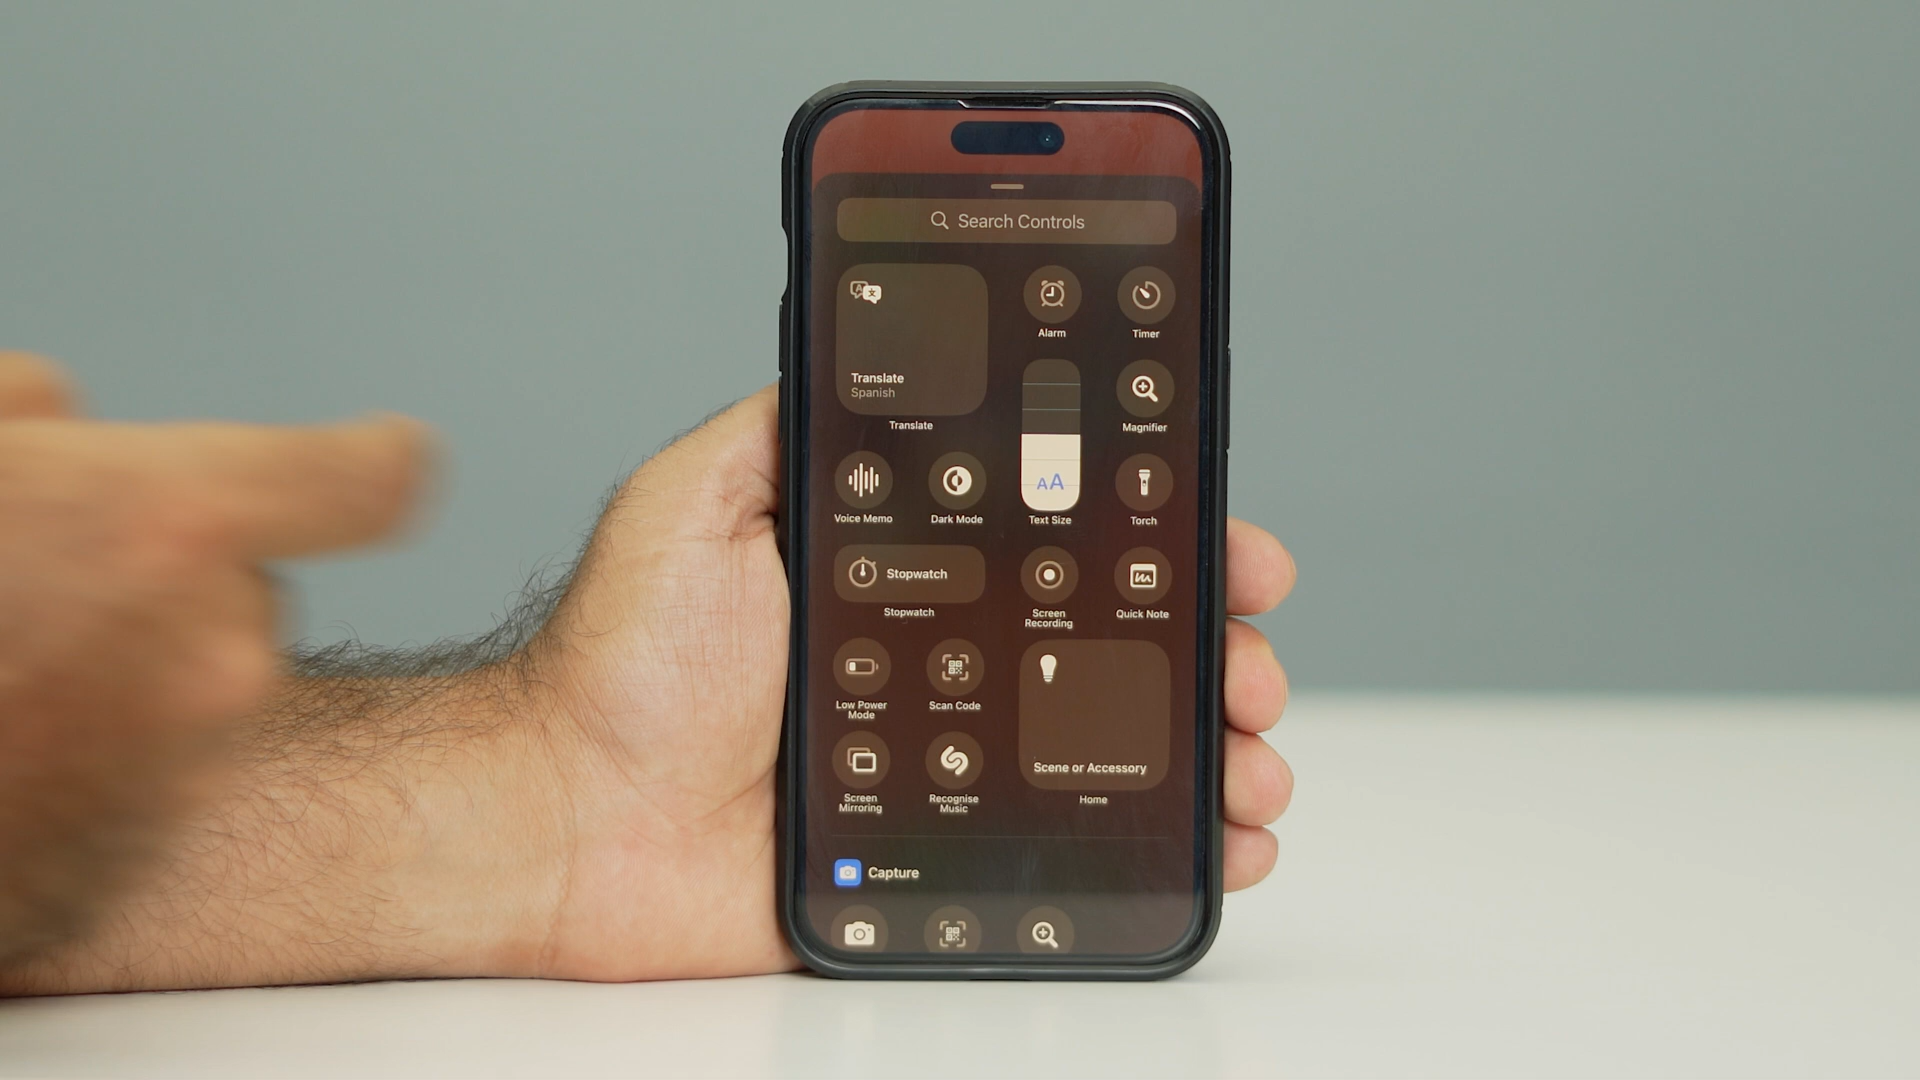 Search Controls
Translate
Spanish
Translate
Alarm
Timer
Magnifier
Voice Memo
Dark Mode
AA
Text Size
Torch
Stopwatch
Stopwatch
Screen
Recording
Quick Note
Low Power
Mode
Scan Code
Scene or Accessory
Home
Screen
Mirroring
Recognise
Music
Capture